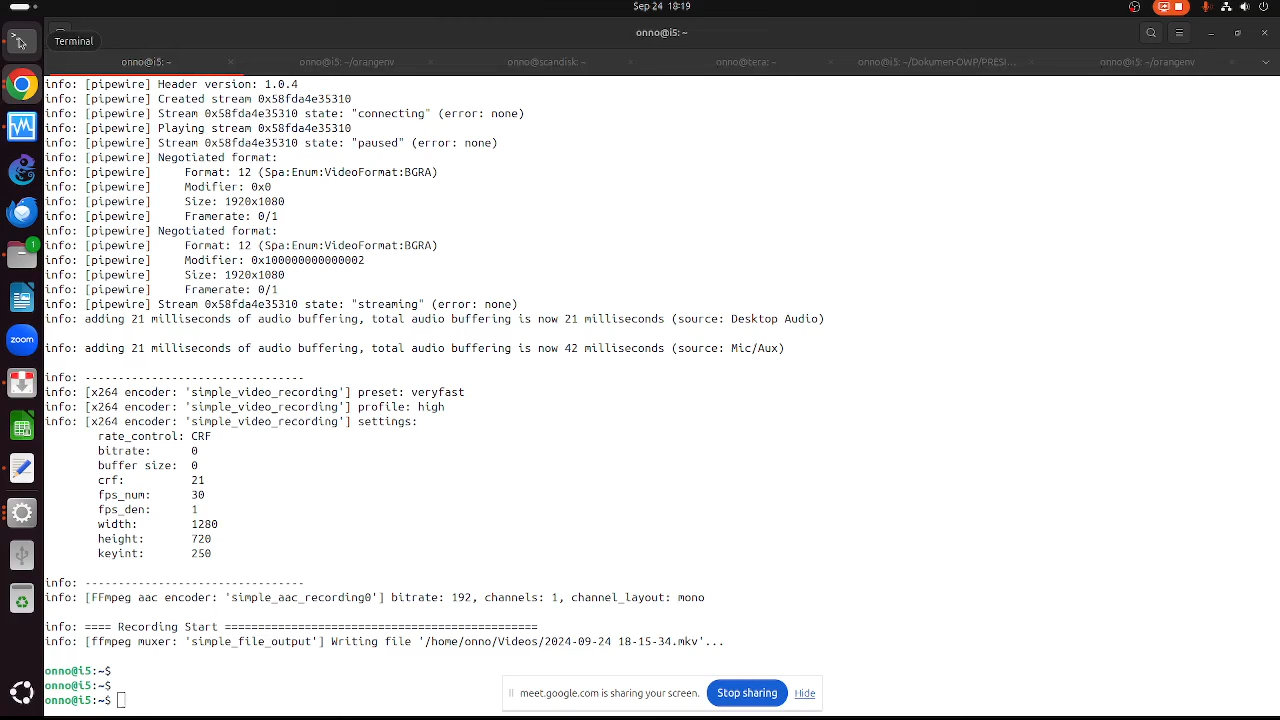 Sep 24 18:19
Terminal
onno@i5: ~
onno@i5: ~
onno@i5: ~/orangenv
onno@scandisk: ~
onno@tera: ~
onno@i5: ~/Dokumen-OWP/PRESI...
onno@i5: ~/orangenv
info: [pipewire] Header version: 1.0.4
info: [pipewire] Created stream 0x58fda4e35310
info: [pipewire] Stream 0x58fda4e35310 state: "connecting" (error: none)
info: [pipewire] Playing stream 0x58fda4e35310
info: [pipewire] Stream 0x58fda4e35310 state: "paused" (error: none)
info: [pipewire] Negotiated format:
info: [pipewire]     Format: 12 (Spa:Enum:VideoFormat:BGRA)
info: [pipewire]     Modifier: 0x0
info: [pipewire]     Size: 1920x1080
info: [pipewire]     Framerate: 0/1
info: [pipewire] Negotiated format:
info: [pipewire]     Format: 12 (Spa:Enum:VideoFormat:BGRA)
info: [pipewire]     Modifier: 0x100000000000002
info: [pipewire]     Size: 1920x1080
info: [pipewire]     Framerate: 0/1
info: [pipewire] Stream 0x58fda4e35310 state: "streaming" (error: none)
info: adding 21 milliseconds of audio buffering, total audio buffering is now 21 milliseconds (source: Desktop Audio)
info: adding 21 milliseconds of audio buffering, total audio buffering is now 42 milliseconds (source: Mic/Aux)
info: ---------------------------------
info: [x264 encoder: 'simple_video_recording'] preset: veryfast
info: [x264 encoder: 'simple_video_recording'] profile: high
info: [x264 encoder: 'simple_video_recording'] settings:
rate_control: CRF
bitrate:      0
buffer size:  0
crf:          21
fps_num:      30
fps_den:      1
width:        1280
height:       720
keyint:       250
info: ---------------------------------
info: [FFmpeg aac encoder: 'simple_aac_recording0'] bitrate: 192, channels: 1, channel_layout: mono
info: ==== Recording Start ===============================================
info: [ffmpeg muxer: 'simple_file_output'] Writing file '/home/onno/Videos/2024-09-24 18-15-34.mkv'...
onno@i5:~$
onno@i5:~$
onno@i5:~$
1
zoom
meet.google.com is sharing your screen.
Stop sharing
Hide